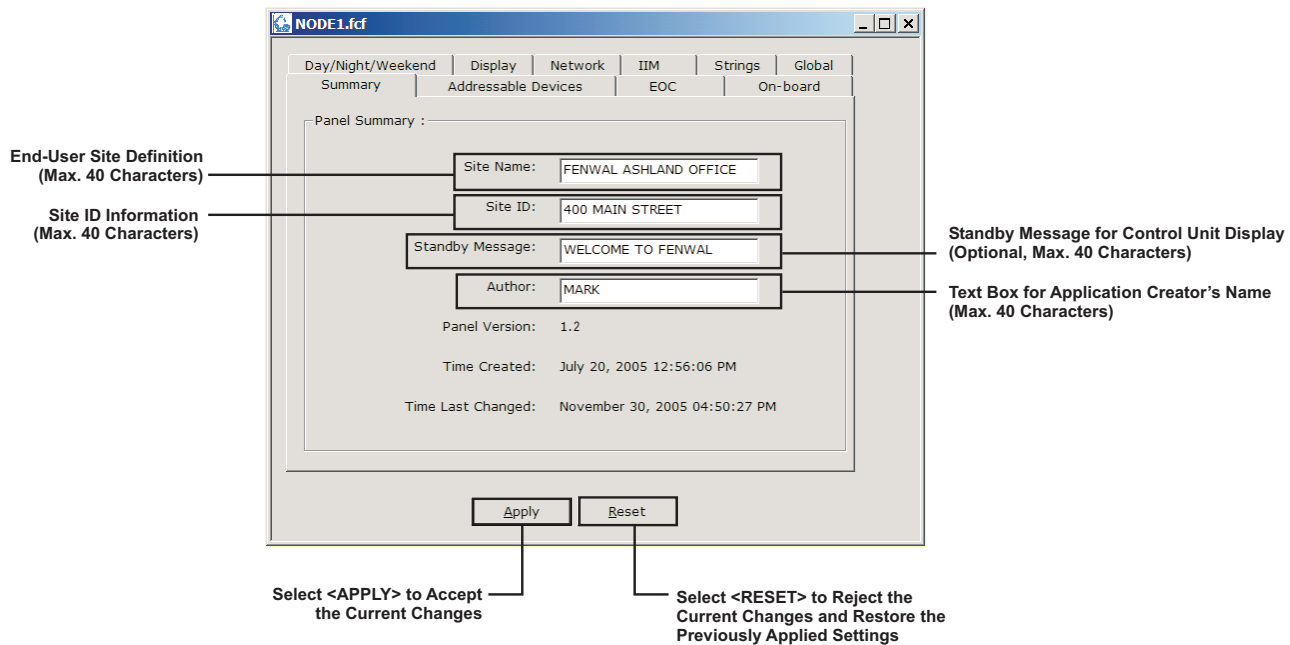 NODE1.fcf
Day/Night/Weekend Display Network IIM Strings Global
Summary Addressable Devices EOC On-board
Panel Summary :
End-User Site Definition
(Max. 40 Characters)
Site Name: FENWAL ASHLAND OFFICE
Site ID Information
(Max. 40 Characters)
Site ID: 400 MAIN STREET
Standby Message: WELCOME TO FENWAL
Standby Message for Control Unit Display
(Optional, Max. 40 Characters)
Author: MARK
Text Box for Application Creator’s Name
(Max. 40 Characters)
Panel Version: 1.2
Time Created: July 20, 2005 12:56:06 PM
Time Last Changed: November 30, 2005 04:50:27 PM
Apply Reset
Select <APPLY> to Accept
the Current Changes
Select <RESET> to Reject the
Current Changes and Restore the
Previously Applied Settings